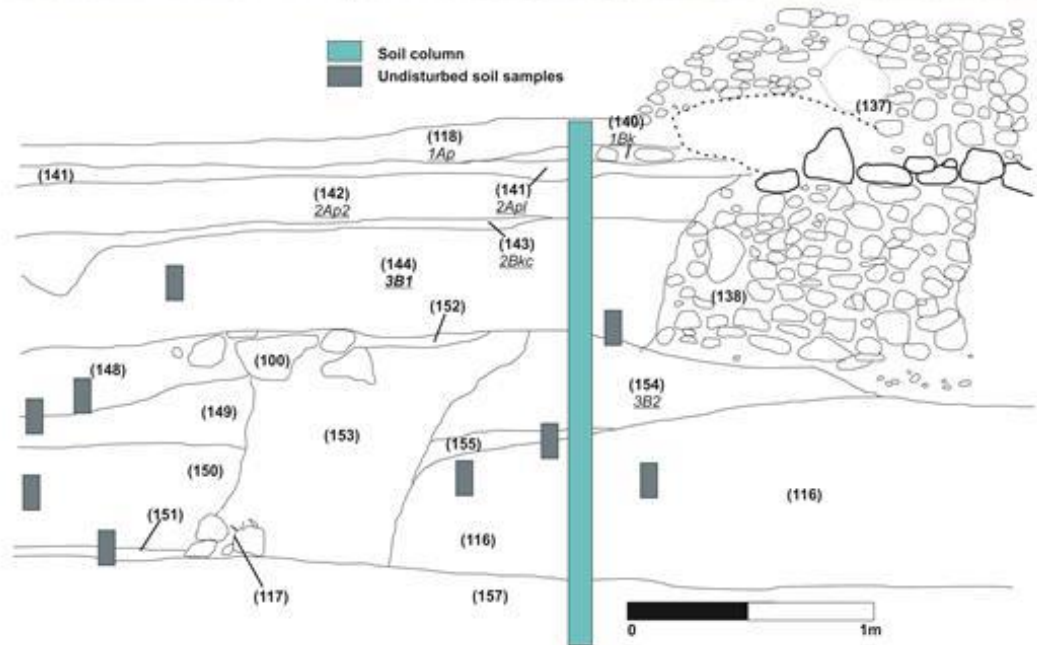 Soil column
Undisturbed soil samples
(137)
(140)
1Bk
(118)
1Ap
(141)
(141)
2Apl
(142)
2Ap2
(143)
2Bkc
(144)
3B1
(138)
(152)
(100)
(148)
(154)
3B2
(149)
(153)
(155)
(150)
(116)
(151)
(116)
(117)
(157)
0
1m